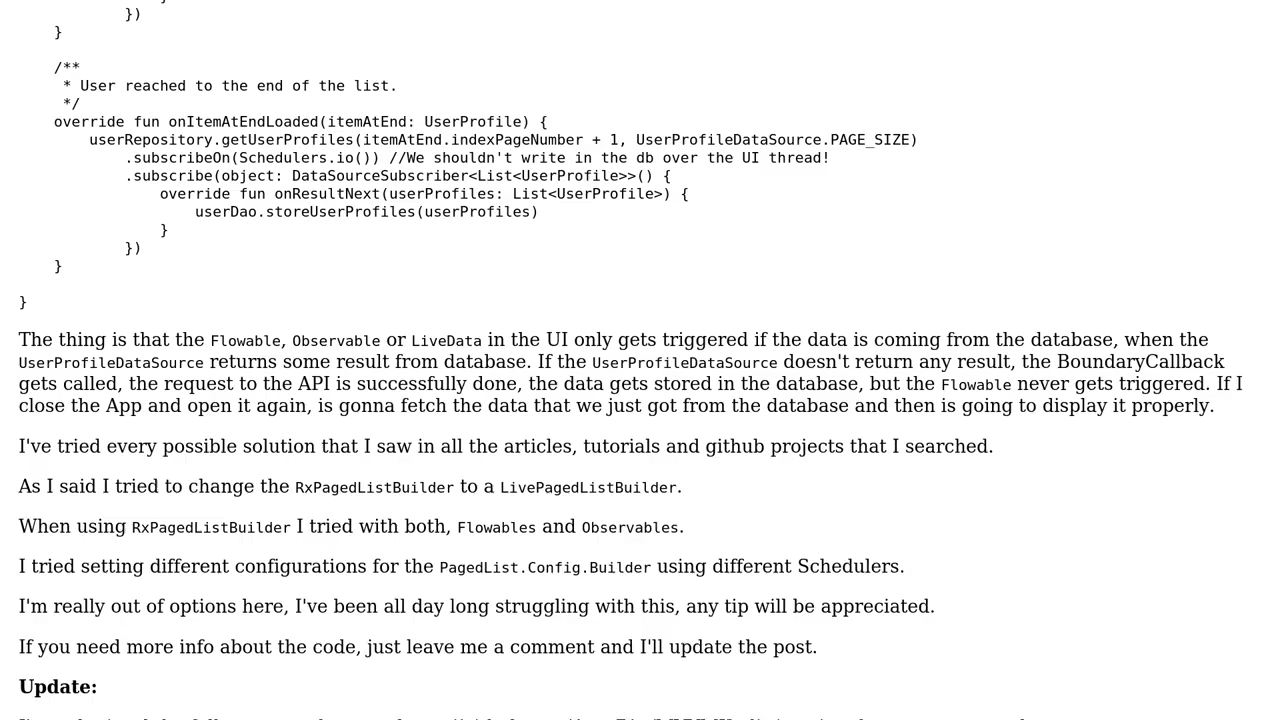 })
}
/**
* User reached to the end of the list.
*/
override fun onItemAtEndLoaded(itemAtEnd: UserProfile) {
userRepository.getUserProfiles(itemAtEnd.indexPageNumber + 1, UserProfileDataSource.PAGE_SIZE)
.subscribeOn(Schedulers.io()) //We shouldn't write in the db over the UI thread!
.subscribe(object: DataSourceSubscriber<List<UserProfile>>() {
override fun onResultNext(userProfiles: List<UserProfile>) {
userDao.storeUserProfiles(userProfiles)
}
})
}
}
The thing is that the Flowable, Observable or LiveData in the UI only gets triggered if the data is coming from the database, when the
UserProfileDataSource returns some result from database. If the UserProfileDataSource doesn't return any result, the BoundaryCallback
gets called, the request to the API is successfully done, the data gets stored in the database, but the Flowable never gets triggered. If I
close the App and open it again, is gonna fetch the data that we just got from the database and then is going to display it properly.
I've tried every possible solution that I saw in all the articles, tutorials and github projects that I searched.
As I said I tried to change the RxPagedListBuilder to a LivePagedListBuilder.
When using RxPagedListBuilder I tried with both, Flowables and Observables.
I tried setting different configurations for the PagedList.Config.Builder using different Schedulers.
I'm really out of options here, I've been all day long struggling with this, any tip will be appreciated.
If you need more info about the code, just leave me a comment and I'll update the post.
Update: